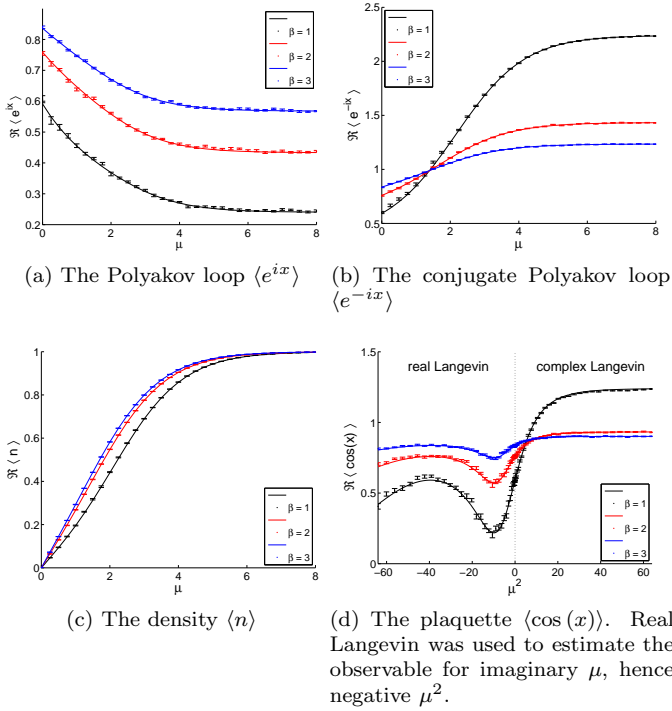 0.8
0.7
0.6
0.5
0.4
0.3
0.2
0 2 4 6 8
μ
ℜ ⟨ e^{ix} ⟩
β = 1
β = 2
β = 3
2.5
2
1.5
1
0.5
0 2 4 6 8
μ
ℜ ⟨ e^{-ix} ⟩
β = 1
β = 2
β = 3
(a) The Polyakov loop ⟨e^{ix}⟩
(b) The conjugate Polyakov loop
⟨e^{−ix}⟩
1
0.8
0.6
0.4
0.2
0
0 2 4 6 8
μ
ℜ ⟨ n ⟩
β = 1
β = 2
β = 3
1.5
1
0.5
0
−60 −40 −20 0 20 40 60
μ²
ℜ ⟨ cos(x) ⟩
real Langevin
complex Langevin
β = 1
β = 2
β = 3
(c) The density ⟨n⟩
(d) The plaquette ⟨cos (x)⟩. Real
Langevin was used to estimate the
observable for imaginary μ, hence
negative μ².